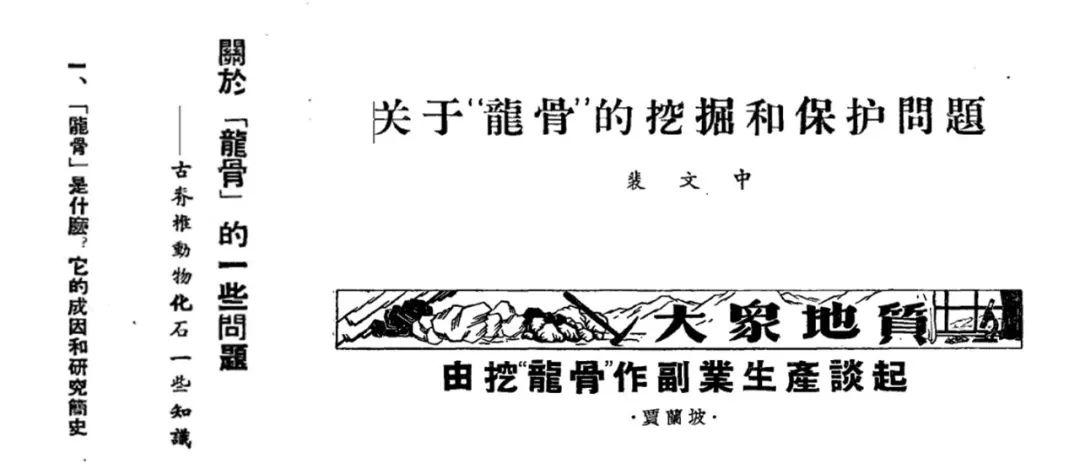 關於「龍骨」的一些問題
——古脊椎動物化石一些知識
一、「龍骨」是什麽?它的成因和研究簡史
关于“龍骨”的挖掘和保护問題
裴文中
大眾地質
由挖“龍骨”作副業生產談起
·賈蘭坡·